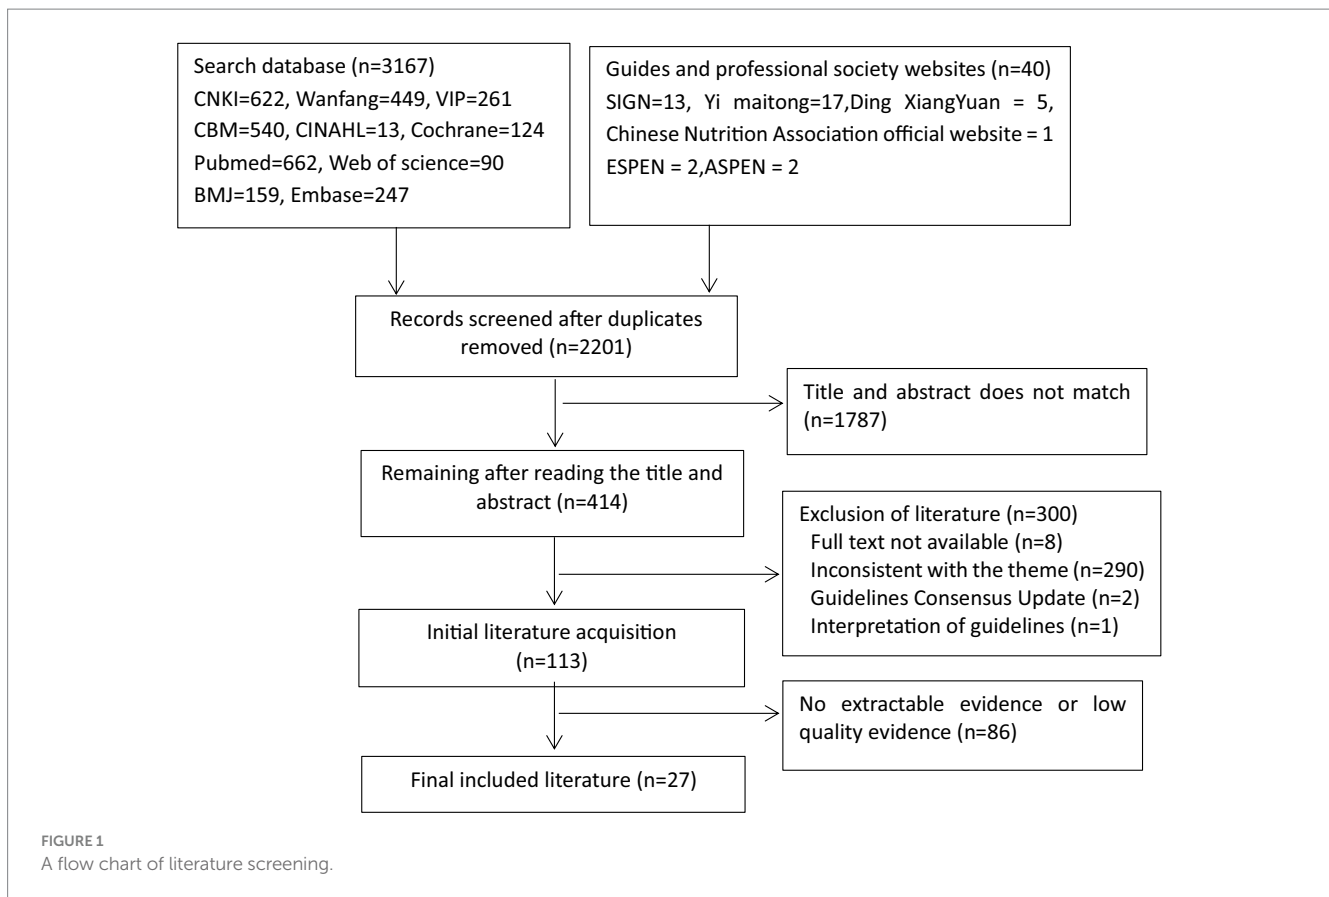 Search database (n=3167)
CNKI=622, Wanfang=449, VIP=261
CBM=540, CINAHL=13, Cochrane=124
Pubmed=662, Web of science=90
BMJ=159, Embase=247
Guides and professional society websites (n=40)
SIGN=13, Yi maitong=17,Ding XiangYuan = 5,
Chinese Nutrition Association official website = 1
ESPEN = 2,ASPEN = 2
Records screened after duplicates
removed (n=2201)
Title and abstract does not match
(n=1787)
Remaining after reading the title and
abstract (n=414)
Exclusion of literature (n=300)
Full text not available (n=8)
Inconsistent with the theme (n=290)
Guidelines Consensus Update (n=2)
Interpretation of guidelines (n=1)
Initial literature acquisition
(n=113)
No extractable evidence or low
quality evidence (n=86)
Final included literature (n=27)
FIGURE 1
A flow chart of literature screening.